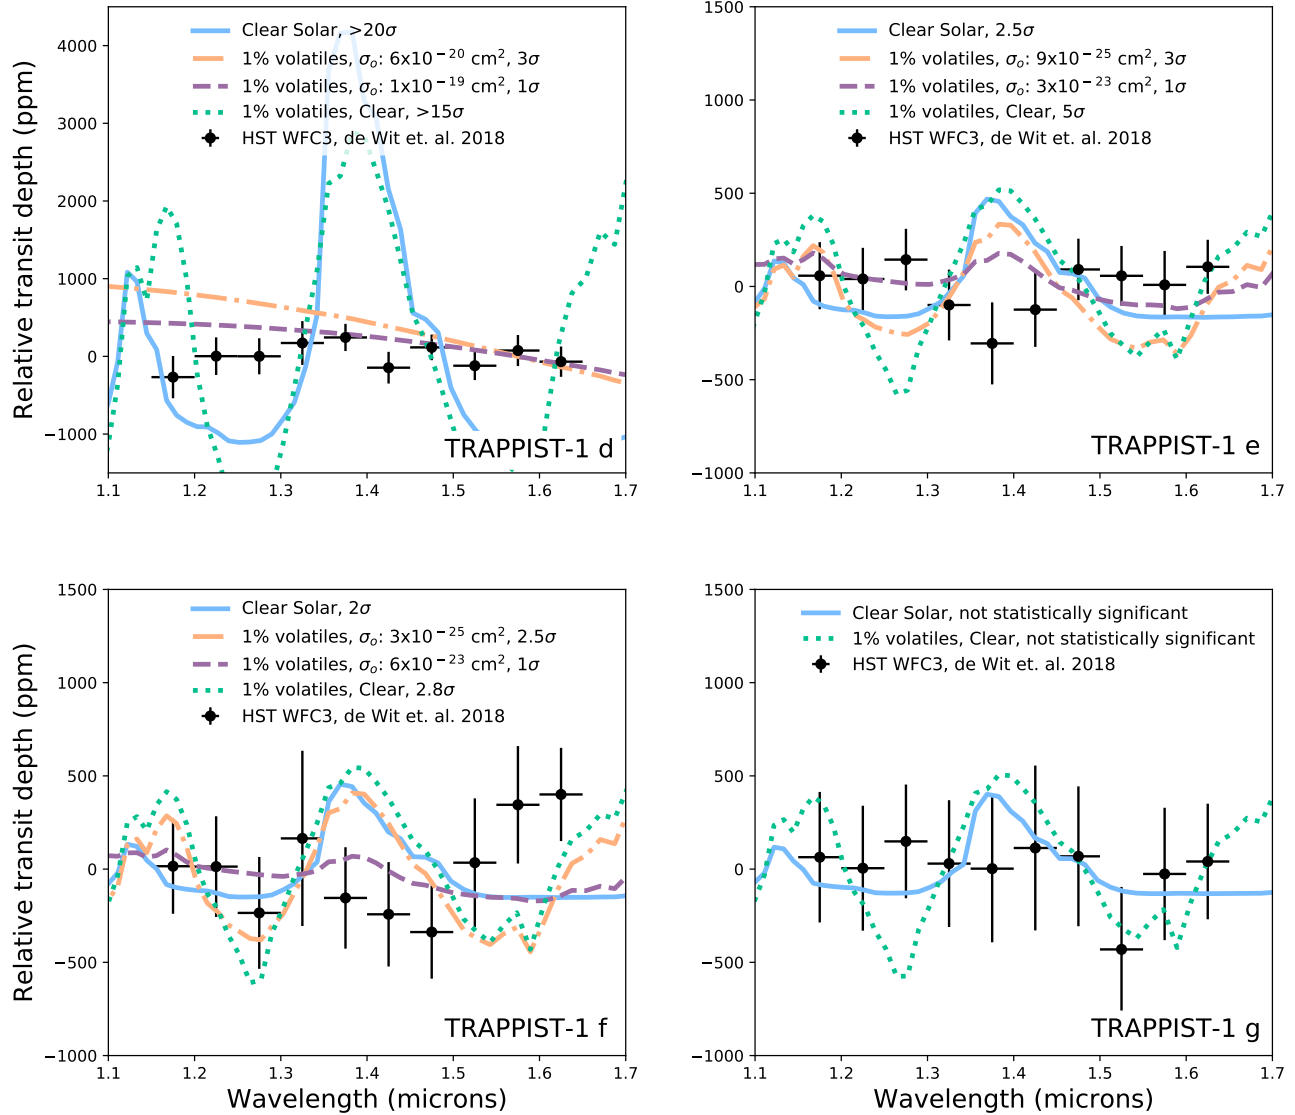 Relative transit depth (ppm)
4000
3000
2000
1000
0
−1000
Clear Solar, >20σ
1% volatiles, σₒ: 6x10⁻²⁰ cm², 3σ
1% volatiles, σₒ: 1x10⁻¹⁹ cm², 1σ
1% volatiles, Clear, >15σ
HST WFC3, de Wit et. al. 2018
TRAPPIST-1 d
1.1 1.2 1.3 1.4 1.5 1.6 1.7
1500
1000
500
0
−500
−1000
Clear Solar, 2.5σ
1% volatiles, σₒ: 9x10⁻²⁵ cm², 3σ
1% volatiles, σₒ: 3x10⁻²³ cm², 1σ
1% volatiles, Clear, 5σ
HST WFC3, de Wit et. al. 2018
TRAPPIST-1 e
1.1 1.2 1.3 1.4 1.5 1.6 1.7
Relative transit depth (ppm)
1500
1000
500
0
−500
−1000
Clear Solar, 2σ
1% volatiles, σₒ: 3x10⁻²⁵ cm², 2.5σ
1% volatiles, σₒ: 6x10⁻²³ cm², 1σ
1% volatiles, Clear, 2.8σ
HST WFC3, de Wit et. al. 2018
TRAPPIST-1 f
1.1 1.2 1.3 1.4 1.5 1.6 1.7
Wavelength (microns)
1500
1000
500
0
−500
−1000
Clear Solar, not statistically significant
1% volatiles, Clear, not statistically significant
HST WFC3, de Wit et. al. 2018
TRAPPIST-1 g
1.1 1.2 1.3 1.4 1.5 1.6 1.7
Wavelength (microns)